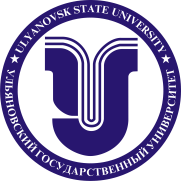 ULYANOVSK STATE UNIVERSITY
УЛЬЯНОВСКИЙ ГОСУДАРСТВЕННЫЙ УНИВЕРСИТЕТ